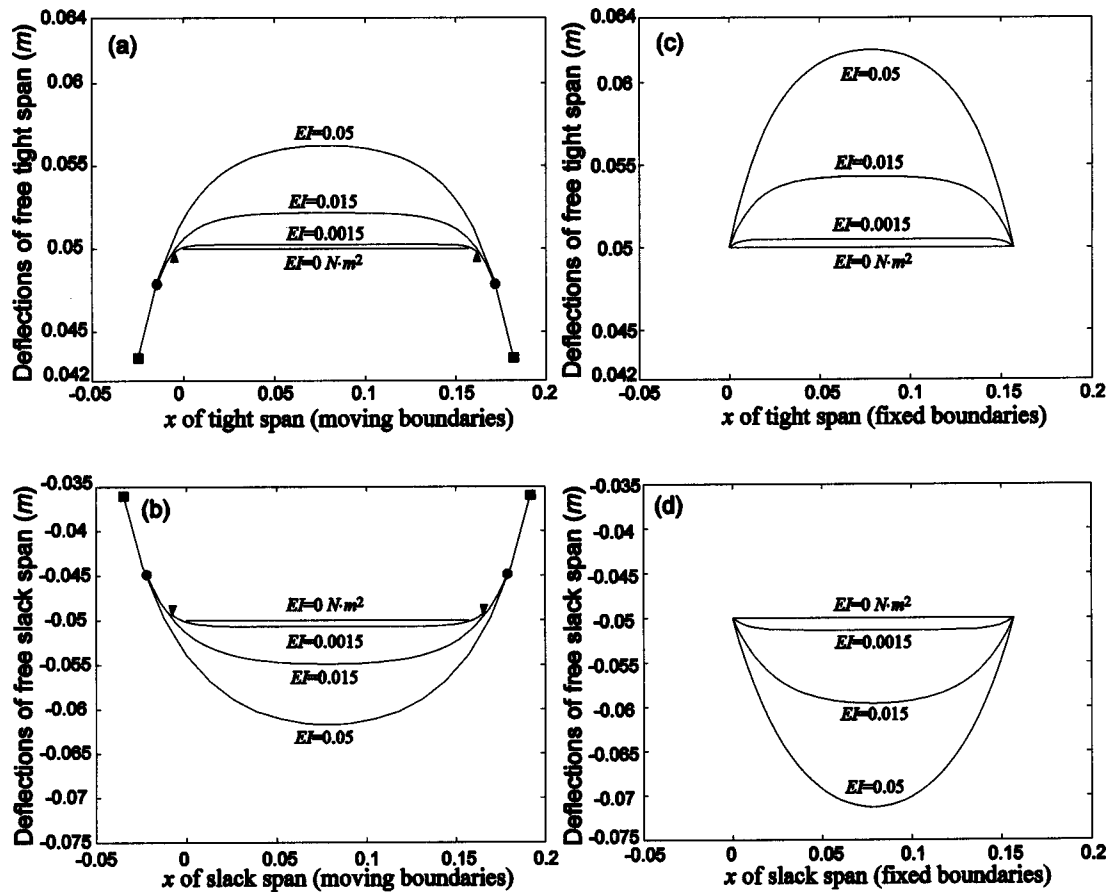 (a)
Deflections of free tight span (m)
0.064
0.06
0.055
0.05
0.045
0.042
EI=0.05
EI=0.015
EI=0.0015
EI=0 N·m²
-0.05 0 0.05 0.1 0.15 0.2
x of tight span (moving boundaries)
(c)
Deflections of free tight span (m)
0.064
0.06
0.055
0.05
0.045
0.042
EI=0.05
EI=0.015
EI=0.0015
EI=0 N·m²
-0.05 0 0.05 0.1 0.15 0.2
x of tight span (fixed boundaries)
(b)
Deflections of free slack span (m)
-0.035
-0.04
-0.045
-0.05
-0.055
-0.06
-0.065
-0.07
-0.075
EI=0 N·m²
EI=0.0015
EI=0.015
EI=0.05
-0.05 0 0.05 0.1 0.15 0.2
x of slack span (moving boundaries)
(d)
Deflections of free slack span (m)
-0.035
-0.04
-0.045
-0.05
-0.055
-0.06
-0.065
-0.07
-0.075
EI=0 N·m²
EI=0.0015
EI=0.015
EI=0.05
-0.05 0 0.05 0.1 0.15 0.2
x of slack span (fixed boundaries)